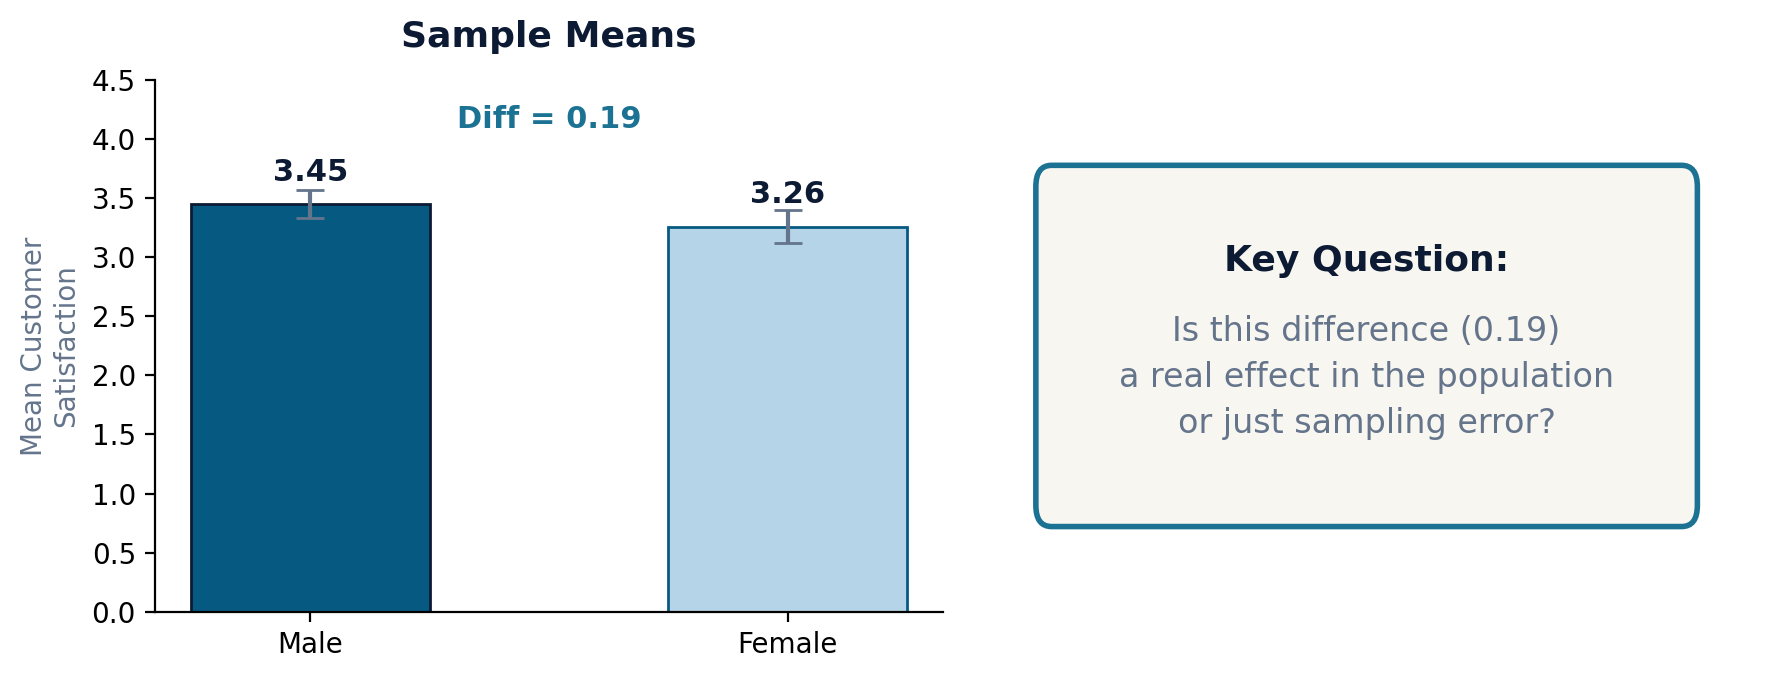 Sample Means
Mean Customer
Satisfaction
4.5
4.0
3.5
3.0
2.5
2.0
1.5
1.0
0.5
0.0
Diff = 0.19
3.45
3.26
Male
Female
Key Question:
Is this difference (0.19)
a real effect in the population
or just sampling error?